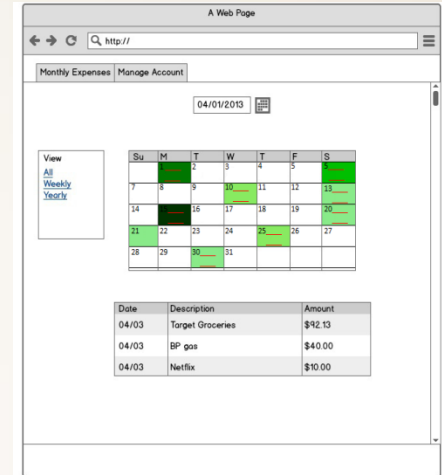 A Web Page
http://
Monthly Expenses Manage Account
04/01/2013
View
All
Weekly
Yearly
Su M T W T F S
1 2 3 4 5
7 8 9 10 11 12 13
14 16 17 18 19 20
21 22 23 24 25 26 27
28 29 30 31
Date Description Amount
04/03 Target Groceries $92.13
04/03 BP gas $40.00
04/03 Netflix $10.00